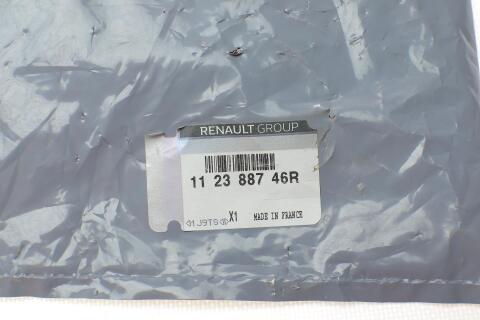 RENAULT GROUP
11 23 887 46R
X1 MADE IN FRANCE